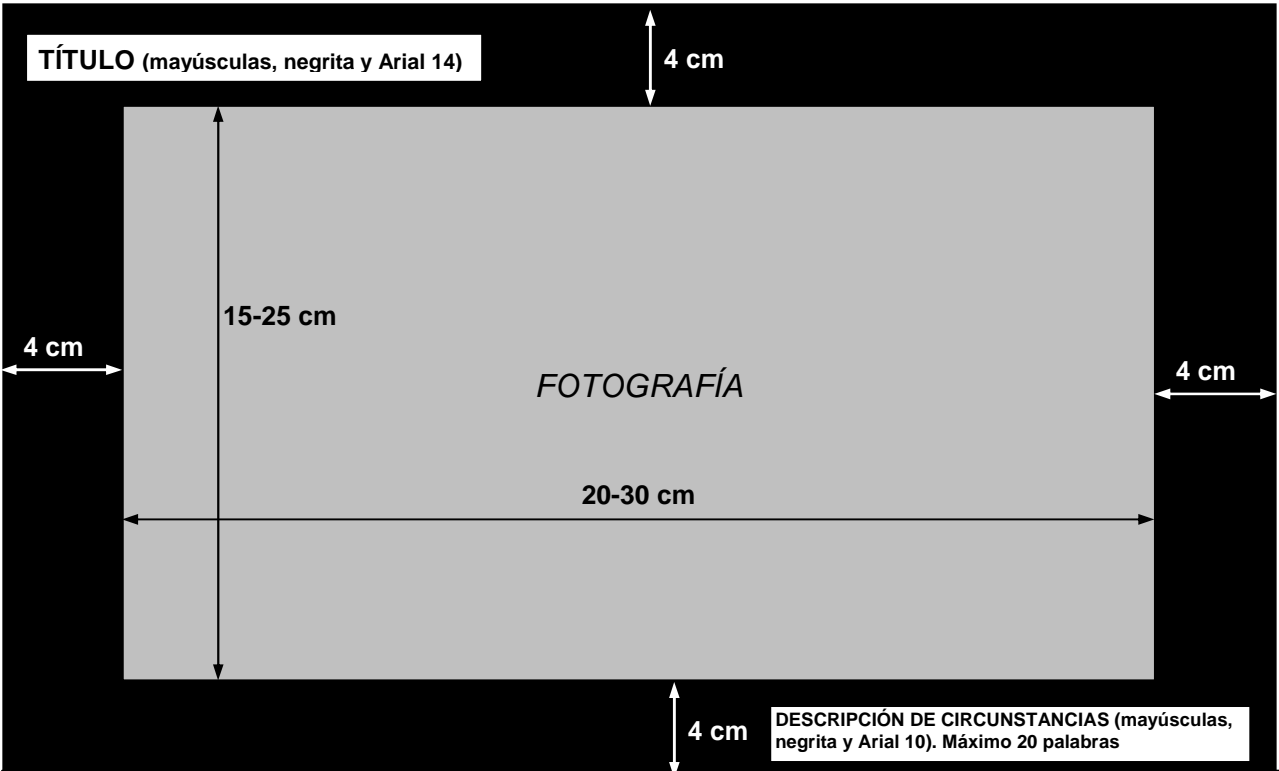 TÍTULO (mayúsculas, negrita y Arial 14)
4 cm
15-25 cm
4 cm
FOTOGRAFÍA
4 cm
20-30 cm
4 cm
DESCRIPCIÓN DE CIRCUNSTANCIAS (mayúsculas,
negrita y Arial 10). Máximo 20 palabras